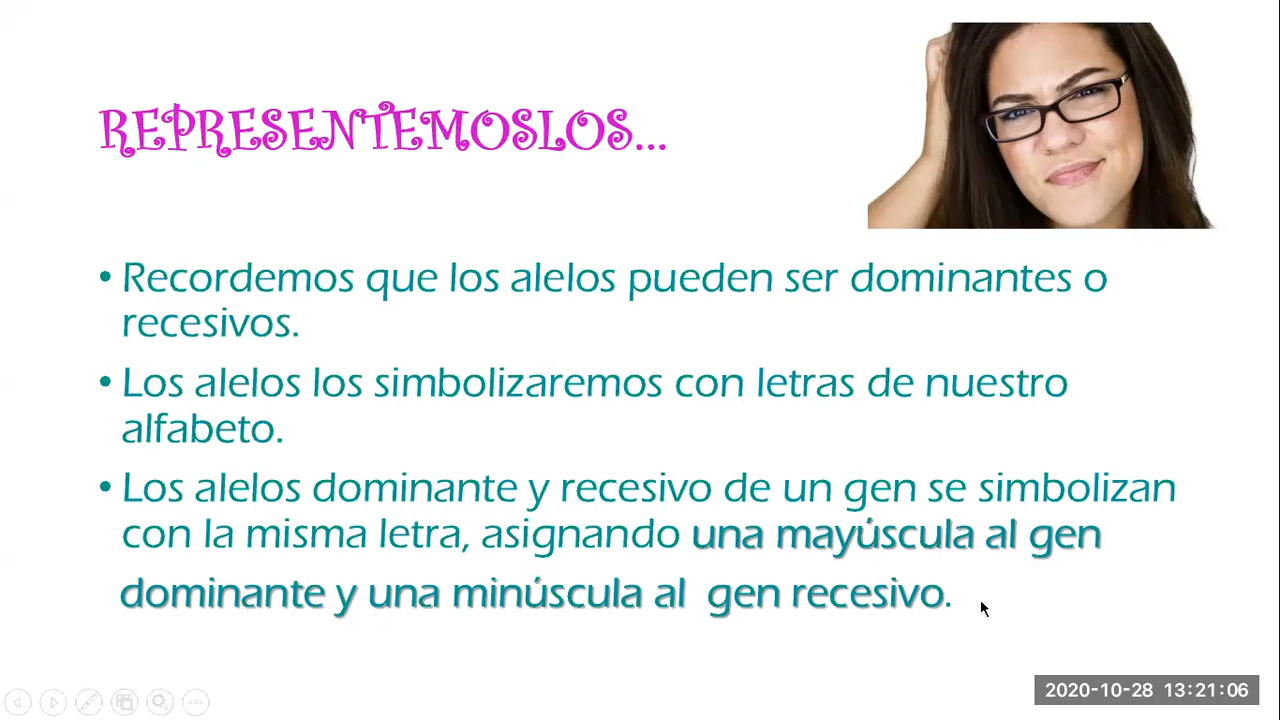 REPRESENTEMOSLOS...
• Recordemos que los alelos pueden ser dominantes o
recesivos.
• Los alelos los simbolizaremos con letras de nuestro
alfabeto.
• Los alelos dominante y recesivo de un gen se simbolizan
con la misma letra, asignando una mayúscula al gen
dominante y una minúscula al gen recesivo.
2020-10-28 13:21:06